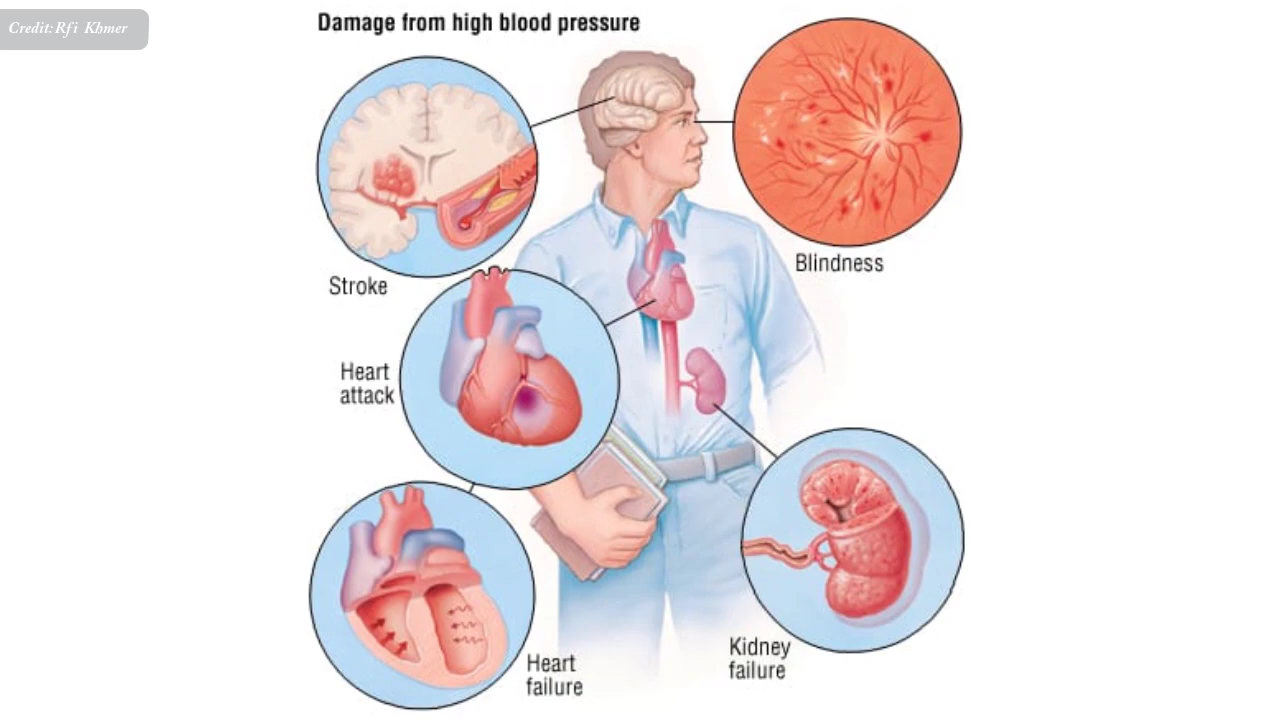 Credit:Rfi Khmer
Damage from high blood pressure
Stroke
Blindness
Heart
attack
Heart
failure
Kidney
failure